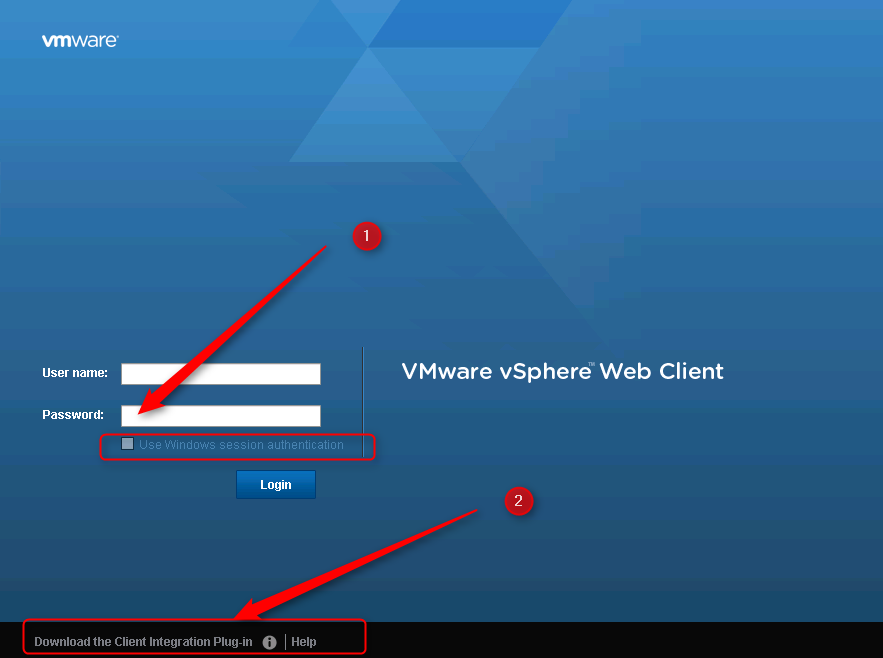 vmware
1
User name:
VMware vSphere™ Web Client
Password:
Use Windows session authentication
Login
2
Download the Client Integration Plug-in i | Help